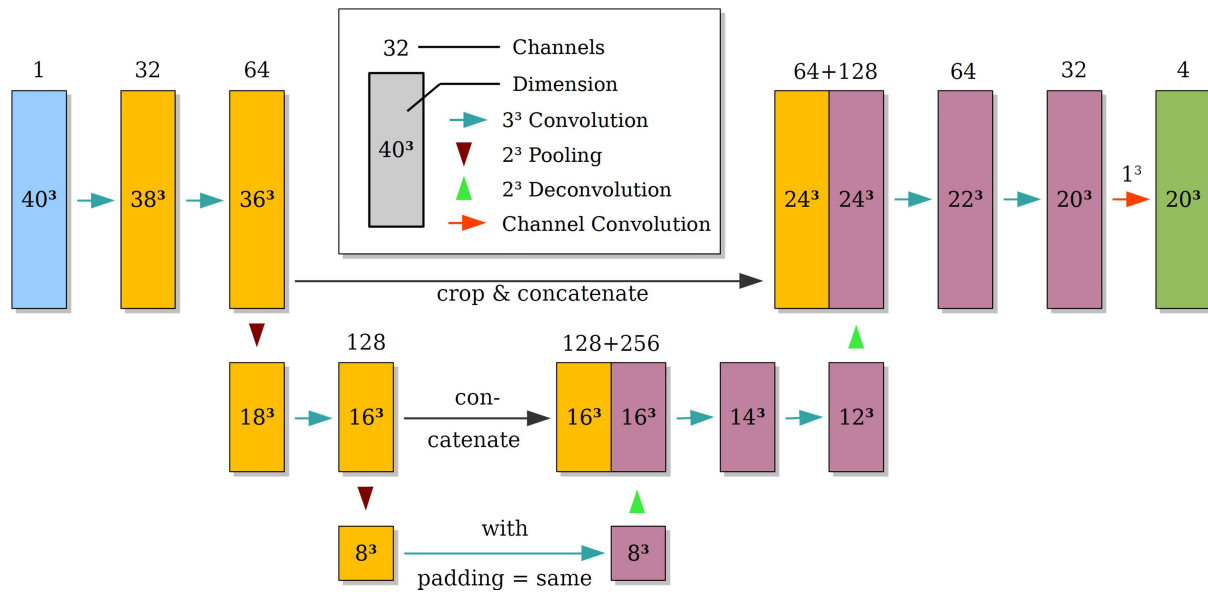 32
Channels
Dimension
40³
3³ Convolution
2³ Pooling
2³ Deconvolution
Channel Convolution
1
32
64
64+128
64
32
4
40³
38³
36³
24³
24³
22³
20³
1³
20³
crop & concatenate
128
128+256
18³
16³
con-
catenate
16³
16³
14³
12³
8³
with
padding = same
8³